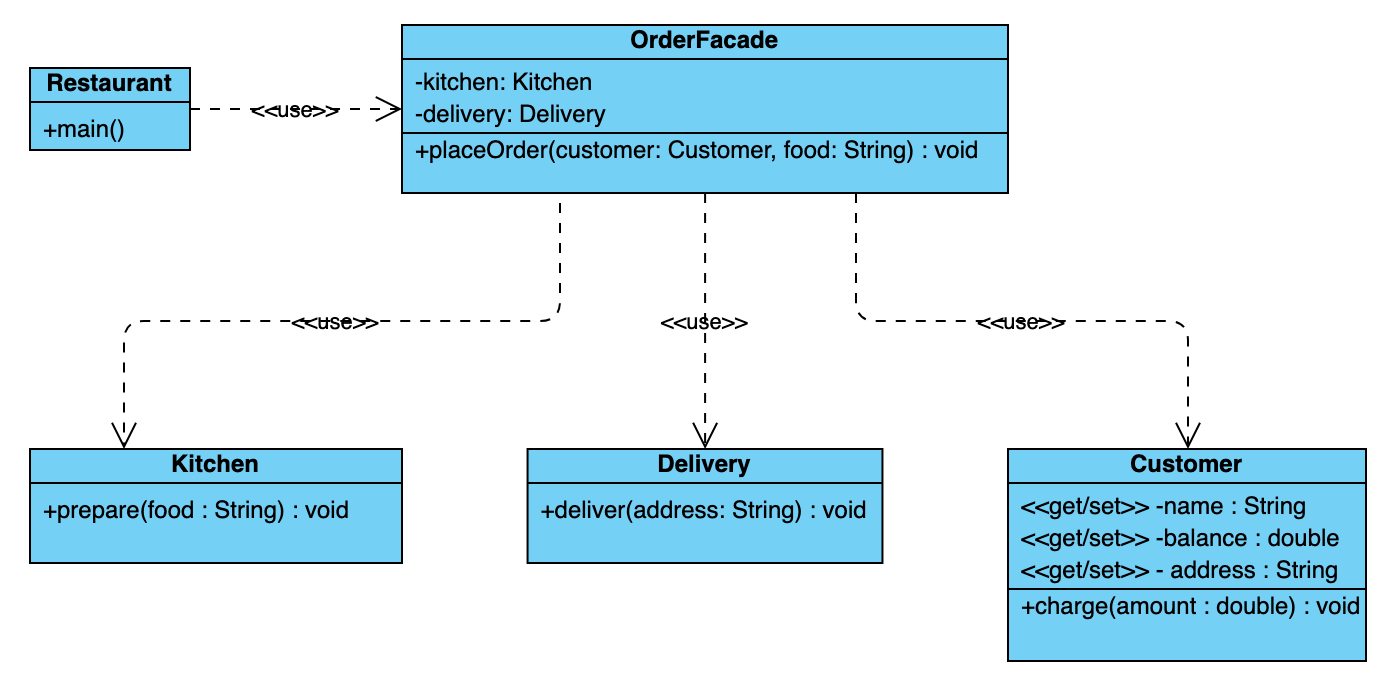 OrderFacade
-kitchen: Kitchen
-delivery: Delivery
+placeOrder(customer: Customer, food: String) : void
Restaurant
+main()
<<use>>
<<use>>
<<use>>
<<use>>
Kitchen
+prepare(food : String) : void
Delivery
+deliver(address: String) : void
Customer
<<get/set>> -name : String
<<get/set>> -balance : double
<<get/set>> - address : String
+charge(amount : double) : void